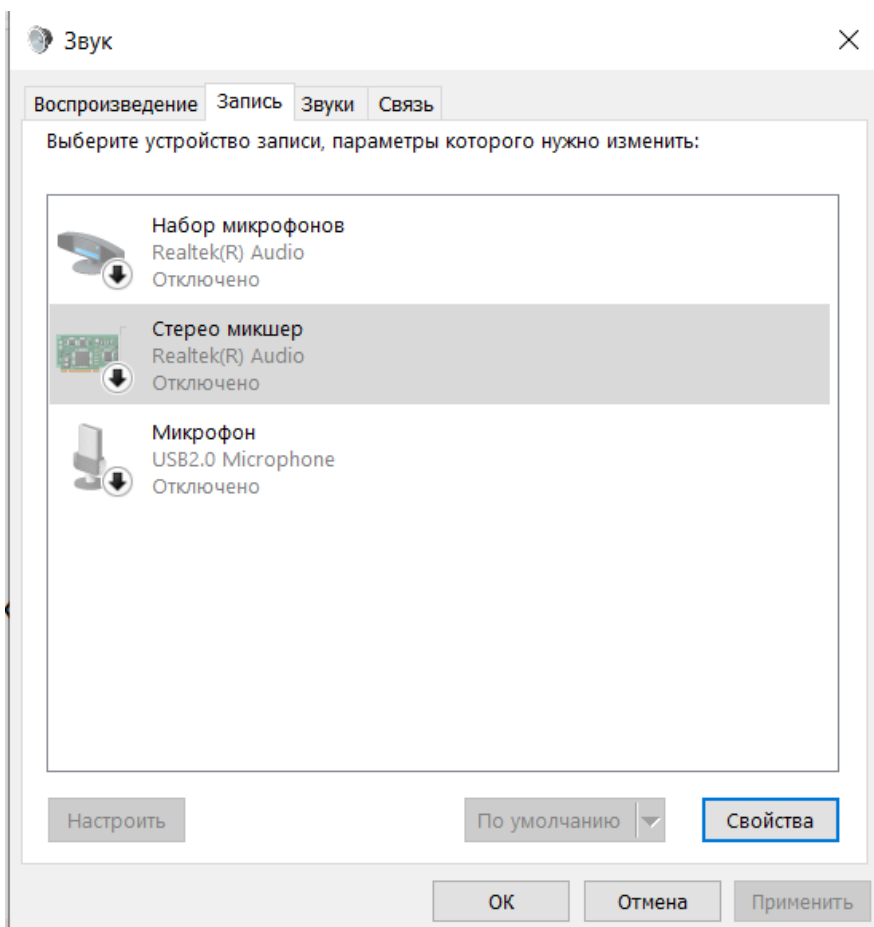 Звук
Воспроизведение Запись Звуки Связь
Выберите устройство записи, параметры которого нужно изменить:
Набор микрофонов
Realtek(R) Audio
Отключено
Стерео микшер
Realtek(R) Audio
Отключено
Микрофон
USB2.0 Microphone
Отключено
Настроить По умолчанию Свойства
ОК Отмена Применить